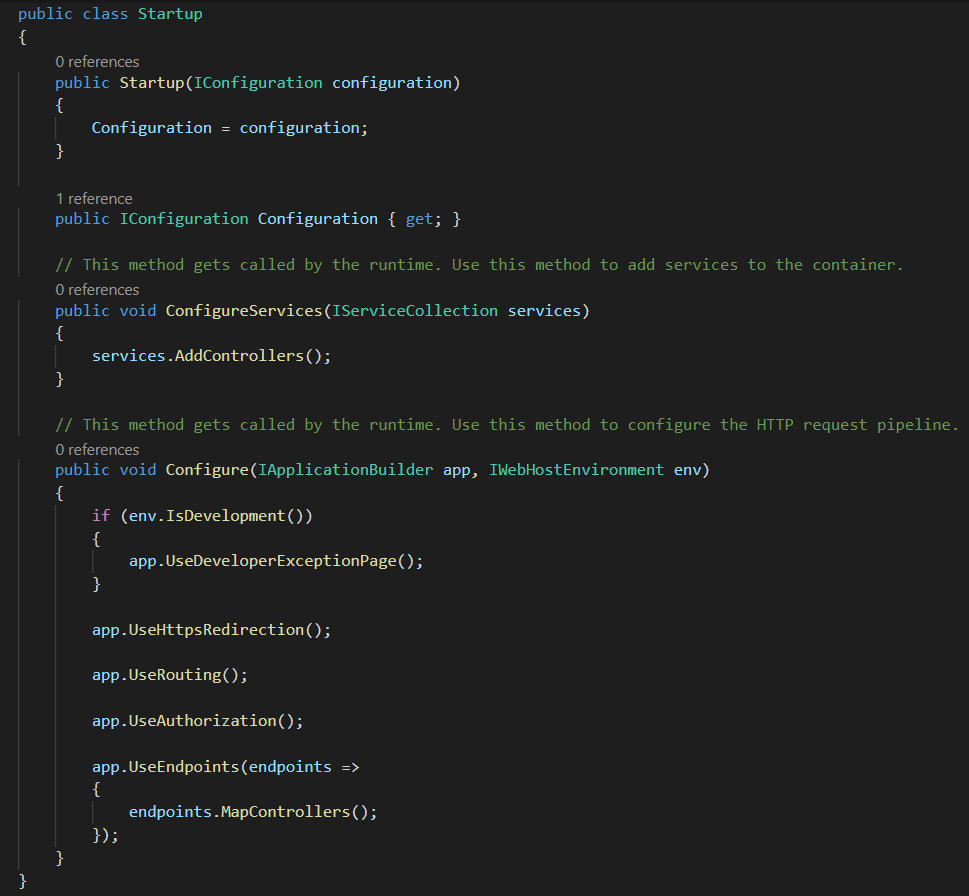 public class Startup
{
0 references
public Startup(IConfiguration configuration)
{
Configuration = configuration;
}
1 reference
public IConfiguration Configuration { get; }
// This method gets called by the runtime. Use this method to add services to the container.
0 references
public void ConfigureServices(IServiceCollection services)
{
services.AddControllers();
}
// This method gets called by the runtime. Use this method to configure the HTTP request pipeline.
0 references
public void Configure(IApplicationBuilder app, IWebHostEnvironment env)
{
if (env.IsDevelopment())
{
app.UseDeveloperExceptionPage();
}
app.UseHttpsRedirection();
app.UseRouting();
app.UseAuthorization();
app.UseEndpoints(endpoints =>
{
endpoints.MapControllers();
});
}
}